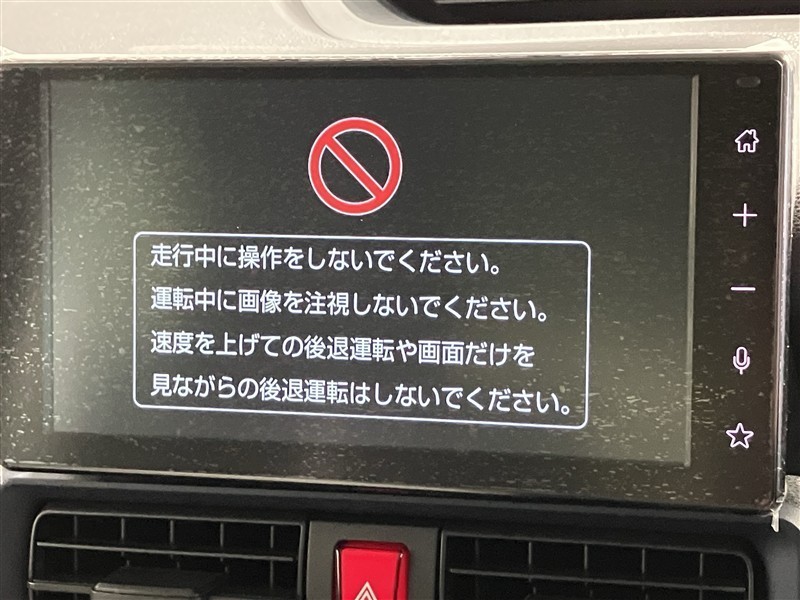 走行中に操作をしないでください。
運転中に画像を注視しないでください。
速度を上げての後退運転や画面だけを
見ながらの後退運転はしないでください。